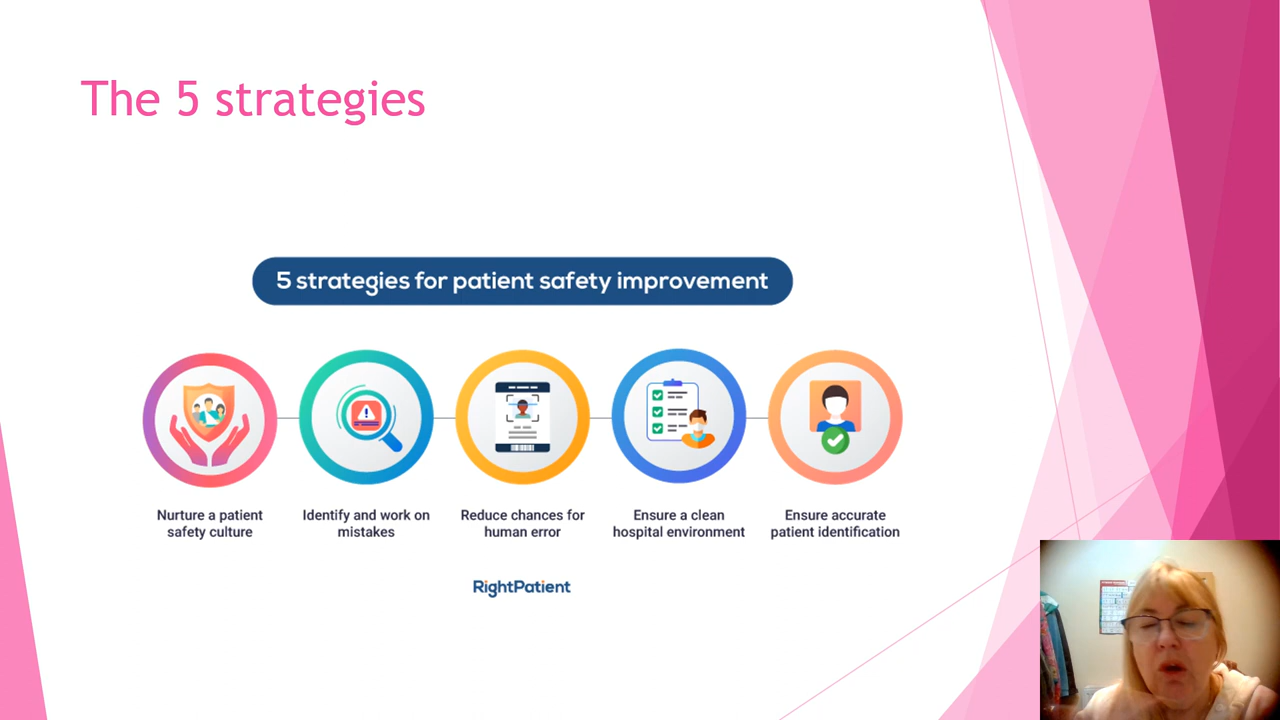 The 5 strategies
5 strategies for patient safety improvement
Nurture a patient
safety culture
Identify and work on
mistakes
Reduce chances for
human error
Ensure a clean
hospital environment
Ensure accurate
patient identification
RightPatient